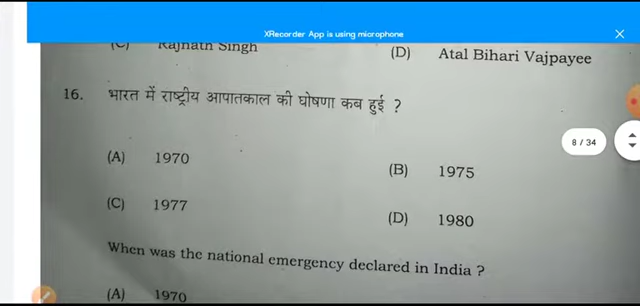 XRecorder App is using microphone
(C) Rajnath Singh
(D) Atal Bihari Vajpayee
16. भारत में राष्ट्रीय आपातकाल की घोषणा कब हुई ?
(A) 1970
(B) 1975
8 / 34
(C) 1977
(D) 1980
When was the national emergency declared in India ?
(A) 1970